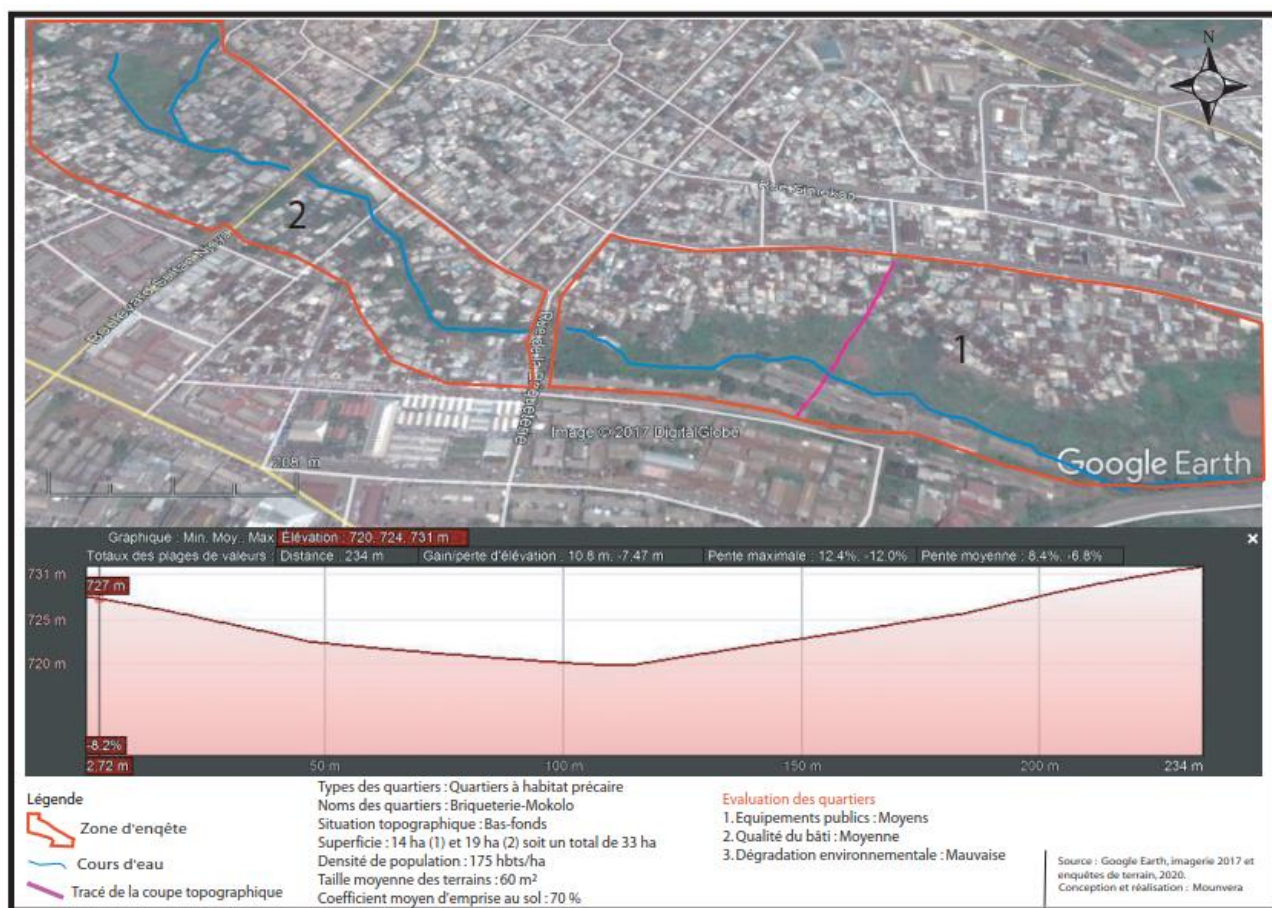 N
2
Rue de la Briqueterie
1
Image © 2017 DigitalGlobe
Google Earth
208 m
Graphique : Min. Moy.. Max Élévation : 720, 724, 731 m
Totaux des plages de valeurs : Distance : 234 m Gain/perte d'élévation : 10.8 m, -7.47 m Pente maximale : 12.4%, -12.0% Pente moyenne : 8.4%, -6.8%
731 m
727 m
725 m
720 m
-8.2%
2.72 m 50 m 100 m 150 m 200 m 234 m
Légende
Zone d'enqête
Cours d'eau
Tracé de la coupe topographique
Types des quartiers : Quartiers à habitat précaire
Noms des quartiers : Briqueterie-Mokolo
Situation topographique : Bas-fonds
Superficie : 14 ha (1) et 19 ha (2) soit un total de 33 ha
Densité de population : 175 hbts/ha
Taille moyenne des terrains : 60 m²
Coefficient moyen d'emprise au sol : 70 %
Evaluation des quartiers
1. Equipements publics : Moyens
2. Qualité du bâti : Moyenne
3. Dégradation environnementale : Mauvaise
Source : Google Earth, imagerie 2017 et
enquêtes de terrain, 2020.
Conception et réalisation : Mounvera